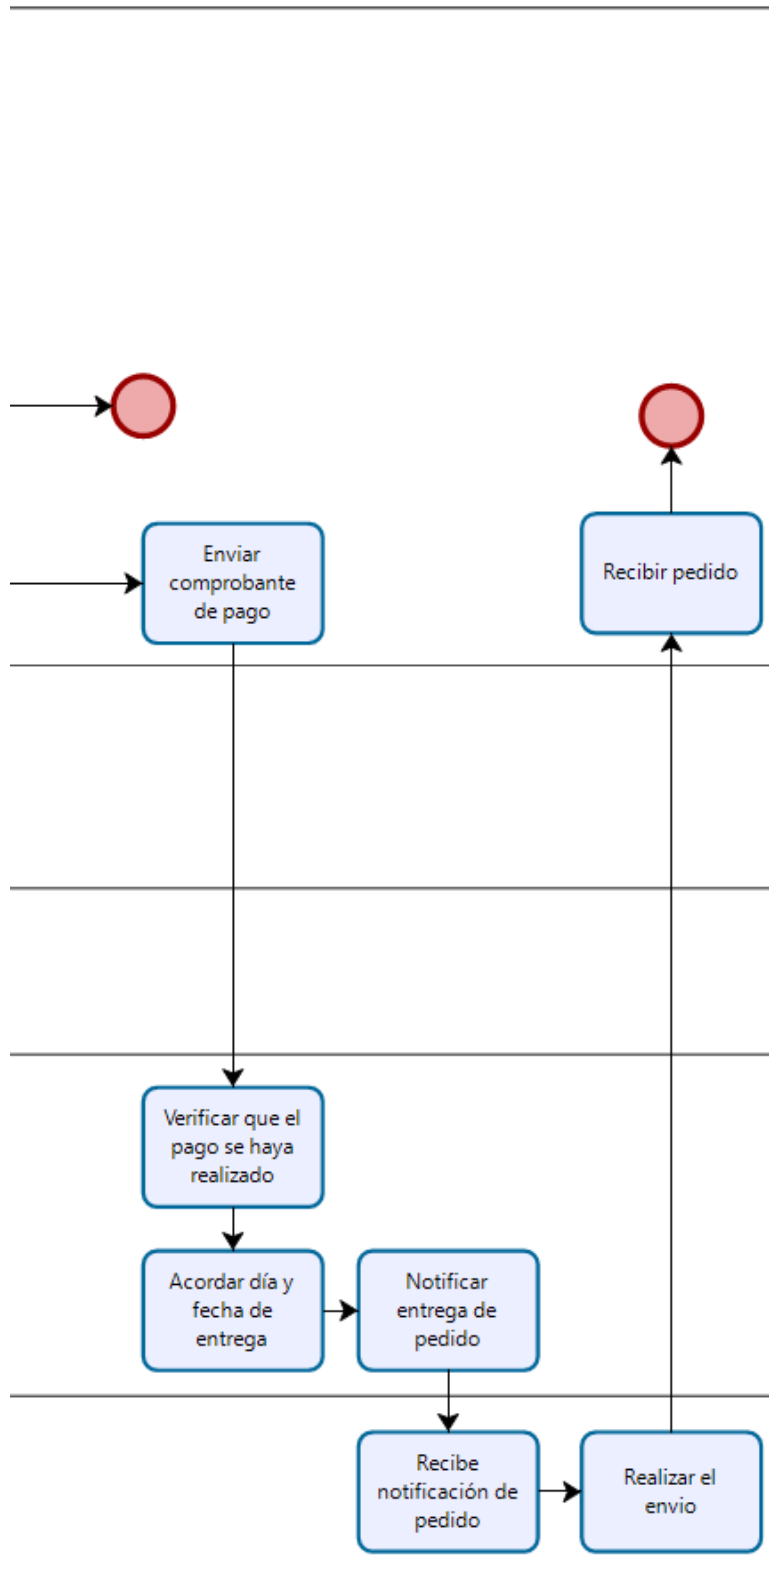 Enviar
comprobante
de pago
Recibir pedido
Verificar que el
pago se haya
realizado
Acordar día y
fecha de
entrega
Notificar
entrega de
pedido
Recibe
notificación de
pedido
Realizar el
envio